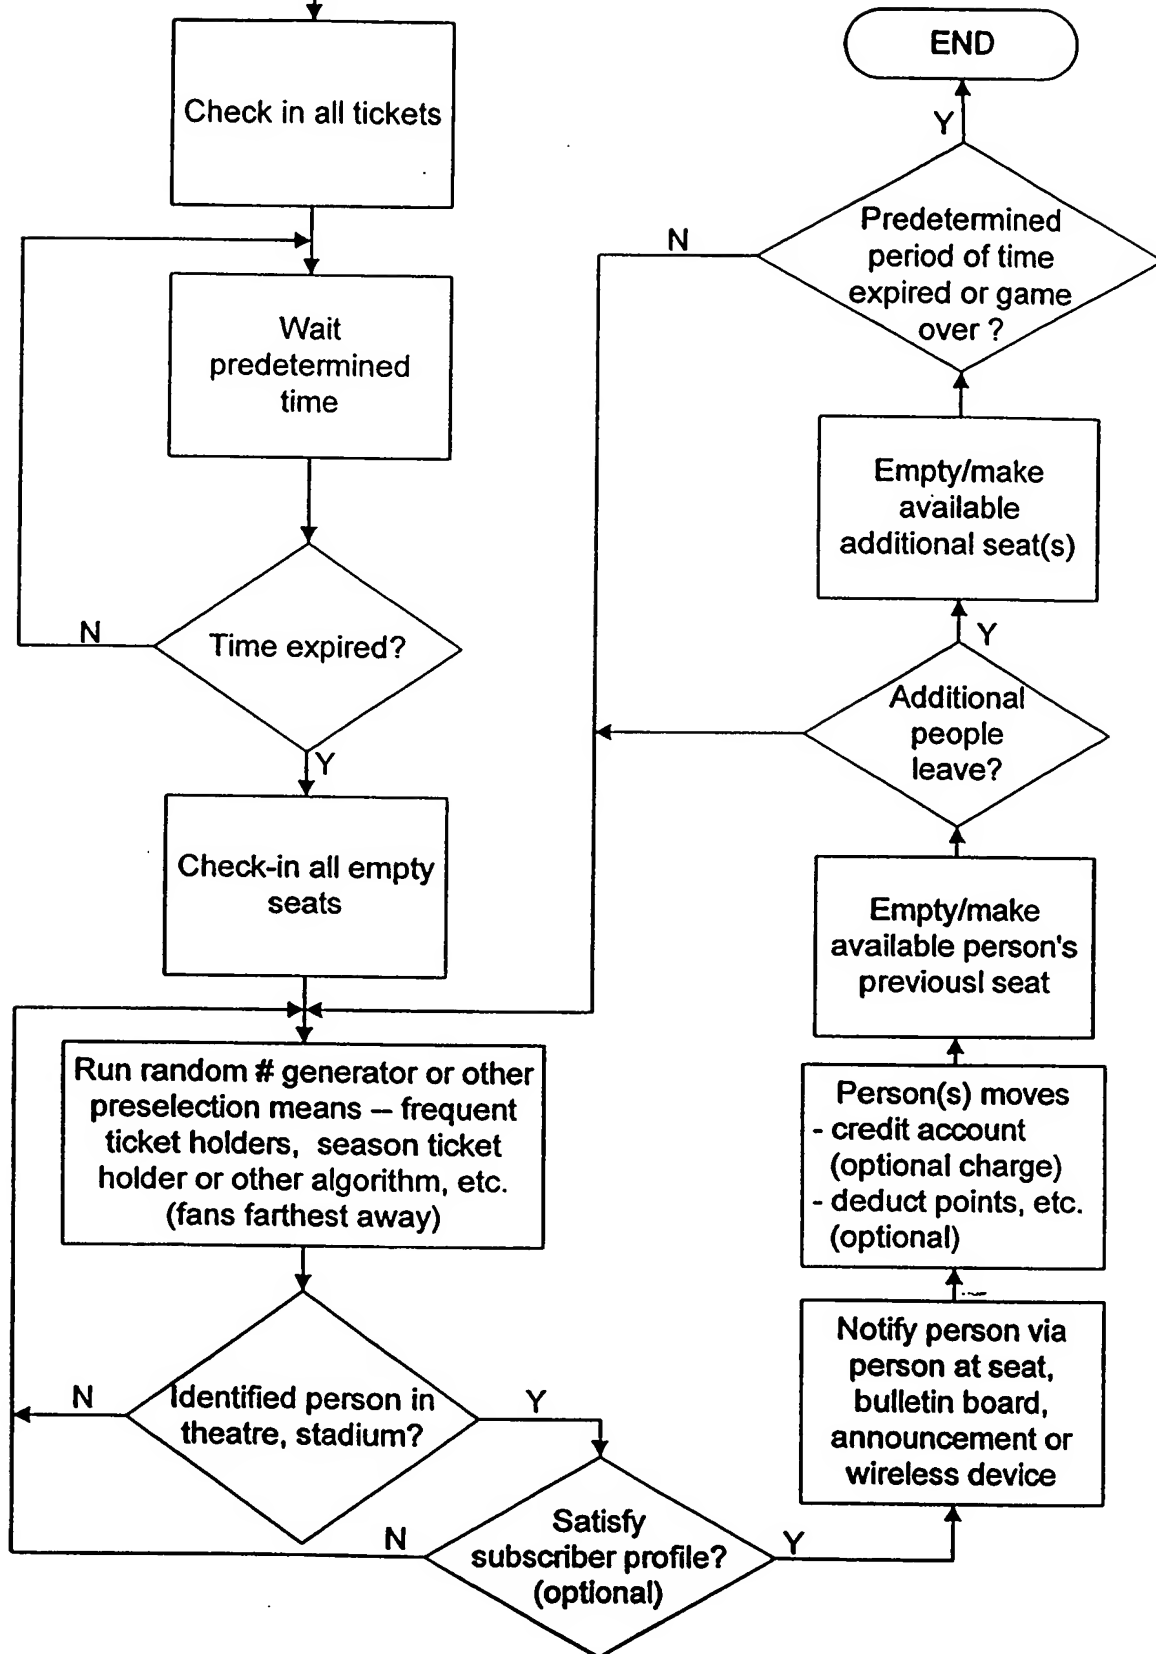 Check in all tickets
Wait
predetermined
time
N
Time expired?
Y
Check-in all empty
seats
Run random # generator or other
preselection means – frequent
ticket holders, season ticket
holder or other algorithm, etc.
(fans farthest away)
N
Identified person in
theatre, stadium?
Y
N
Satisfy
subscriber profile?
(optional)
Y
Notify person via
person at seat,
bulletin board,
announcement or
wireless device
Person(s) moves
- credit account
(optional charge)
- deduct points, etc.
(optional)
Empty/make
available person's
previousl seat
Additional
people
leave?
Y
Empty/make
available
additional seat(s)
Predetermined
period of time
expired or game
over ?
N
Y
END